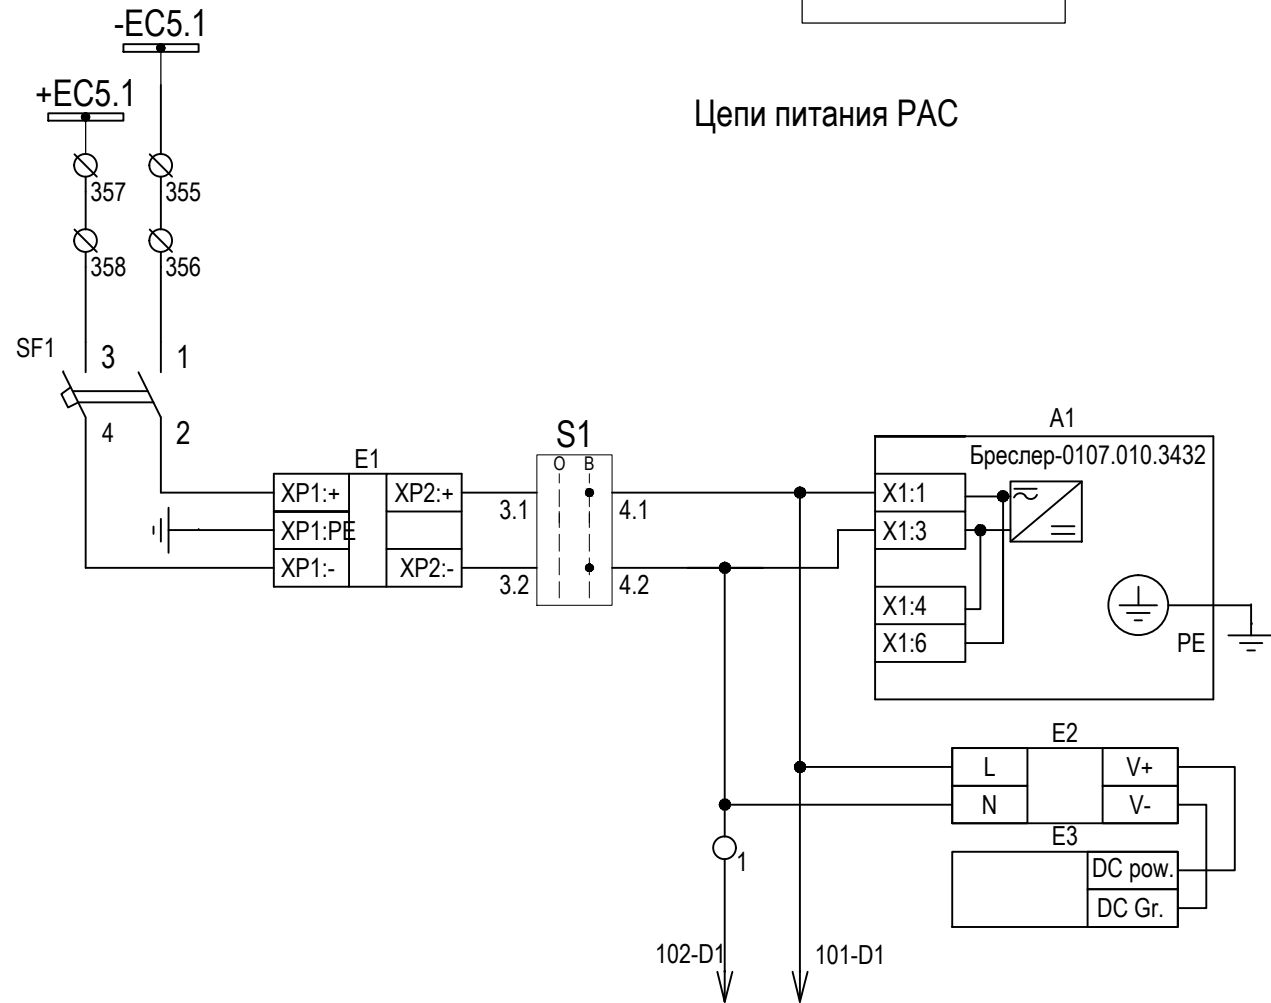 -EC5.1
+EC5.1
Цепи питания РАС
357
355
358
356
SF1
3
1
4
2
E1
XP1:+
XP2:+
XP1:PE
XP1:-
XP2:-
S1
O
B
3.1
4.1
3.2
4.2
A1
Бреслер-0107.010.3432
X1:1
X1:3
X1:4
X1:6
PE
E2
L
V+
N
V-
E3
DC pow.
DC Gr.
1
102-D1
101-D1